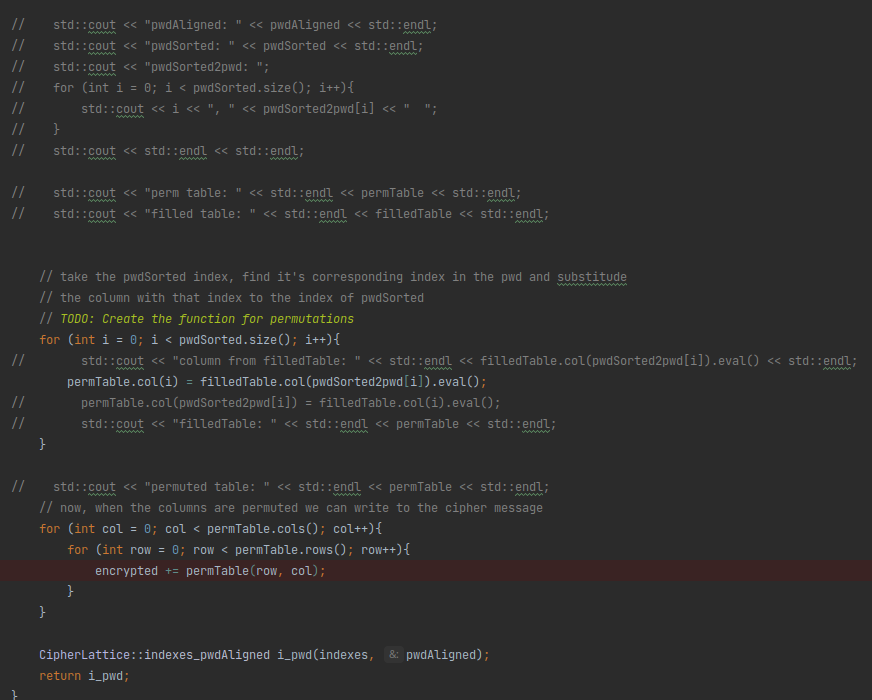 //    std::cout << "pwdAligned: " << pwdAligned << std::endl;
//    std::cout << "pwdSorted: " << pwdSorted << std::endl;
//    std::cout << "pwdSorted2pwd: ";
//    for (int i = 0; i < pwdSorted.size(); i++){
//        std::cout << i << ", " << pwdSorted2pwd[i] << "  ";
//    }
//    std::cout << std::endl << std::endl;
//    std::cout << "perm table: " << std::endl << permTable << std::endl;
//    std::cout << "filled table: " << std::endl << filledTable << std::endl;
    // take the pwdSorted index, find it's corresponding index in the pwd and substitude
    // the column with that index to the index of pwdSorted
    // TODO: Create the function for permutations
    for (int i = 0; i < pwdSorted.size(); i++){
//        std::cout << "column from filledTable: " << std::endl << filledTable.col(pwdSorted2pwd[i]).eval() << std::endl;
        permTable.col(i) = filledTable.col(pwdSorted2pwd[i]).eval();
//        permTable.col(pwdSorted2pwd[i]) = filledTable.col(i).eval();
//        std::cout << "filledTable: " << std::endl << permTable << std::endl;
    }
//    std::cout << "permuted table: " << std::endl << permTable << std::endl;
    // now, when the columns are permuted we can write to the cipher message
    for (int col = 0; col < permTable.cols(); col++){
        for (int row = 0; row < permTable.rows(); row++){
            encrypted += permTable(row, col);
        }
    }
    CipherLattice::indexes_pwdAligned i_pwd(indexes, &: pwdAligned);
    return i_pwd;
}